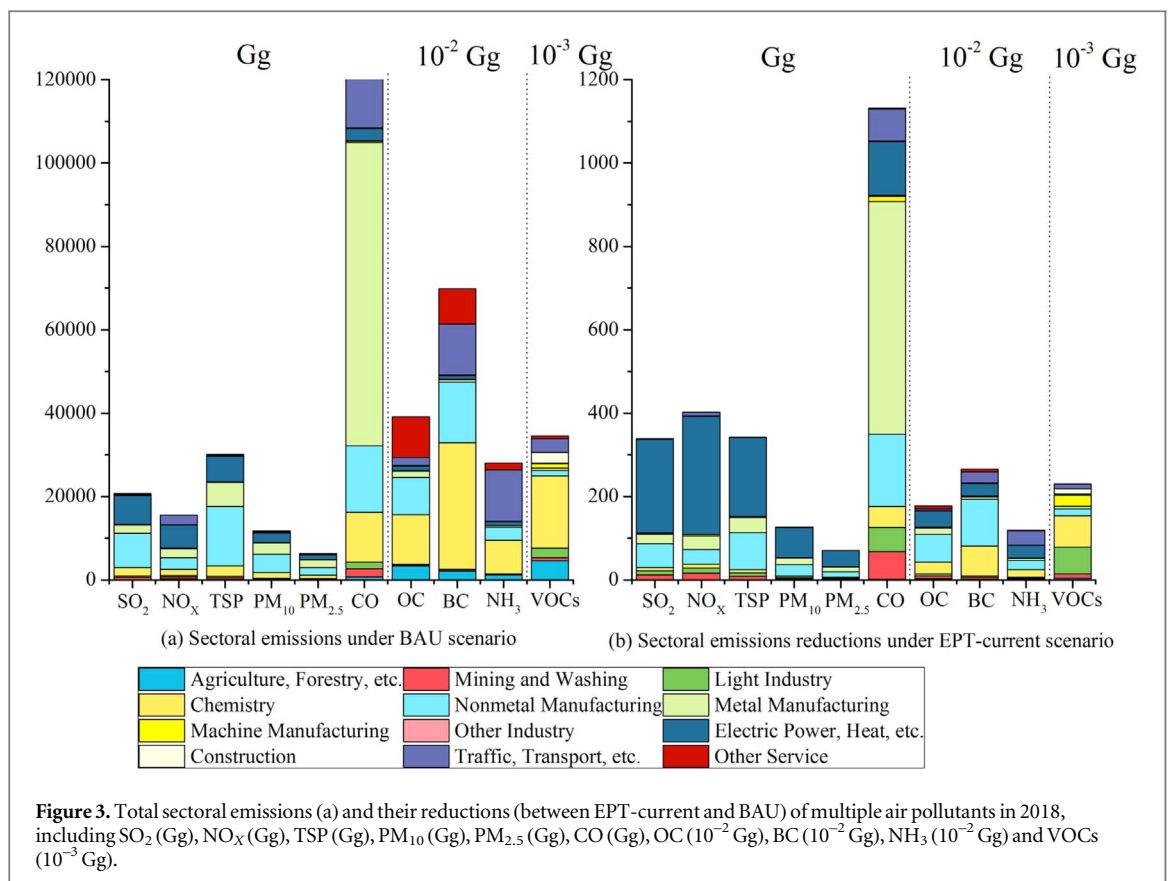 Gg 10⁻² Gg 10⁻³ Gg
120000
100000
80000
60000
40000
20000
0
SO₂ NOₓ TSP PM₁₀ PM₂.₅ CO OC BC NH₃ VOCs
(a) Sectoral emissions under BAU scenario
Gg 10⁻² Gg 10⁻³ Gg
1200
1000
800
600
400
200
0
SO₂ NOₓ TSP PM₁₀ PM₂.₅ CO OC BC NH₃ VOCs
(b) Sectoral emissions reductions under EPT-current scenario
Agriculture, Forestry, etc. Mining and Washing Light Industry
Chemistry Nonmetal Manufacturing Metal Manufacturing
Machine Manufacturing Other Industry Electric Power, Heat, etc.
Construction Traffic, Transport, etc. Other Service
Figure 3. Total sectoral emissions (a) and their reductions (between EPT-current and BAU) of multiple air pollutants in 2018,
including SO₂ (Gg), NOₓ (Gg), TSP (Gg), PM₁₀ (Gg), PM₂.₅ (Gg), CO (Gg), OC (10⁻² Gg), BC (10⁻² Gg), NH₃ (10⁻² Gg) and VOCs
(10⁻³ Gg).